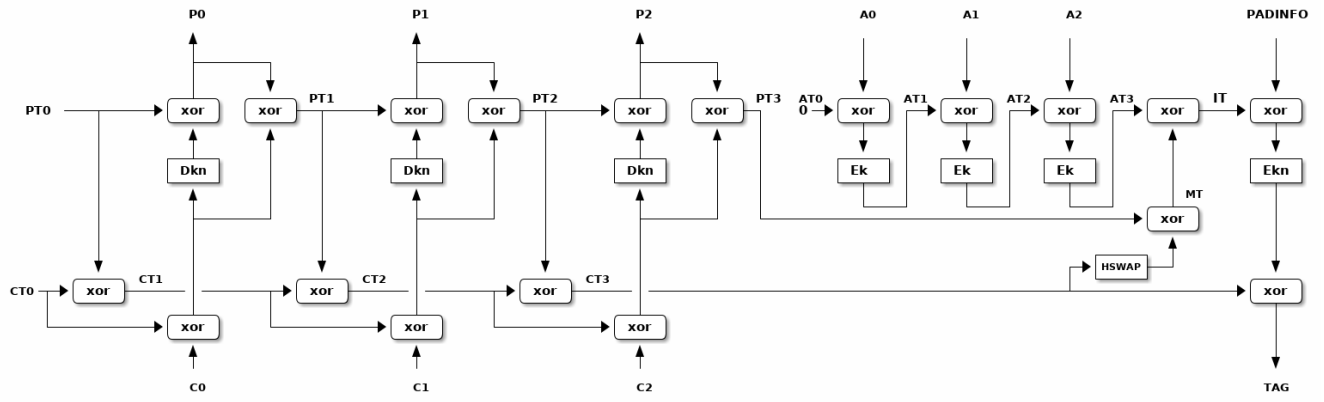 P0 P1 P2 A0 A1 A2 PADINFO
PT0 xor xor PT1 xor xor PT2 xor xor PT3 AT0 xor AT1 xor AT2 xor AT3 xor IT xor
0
Dkn Dkn Dkn Ek Ek Ek Ekn
MT
xor
HSWAP
CT0 xor CT1 xor CT2 xor CT3 xor
xor xor xor
C0 C1 C2 TAG